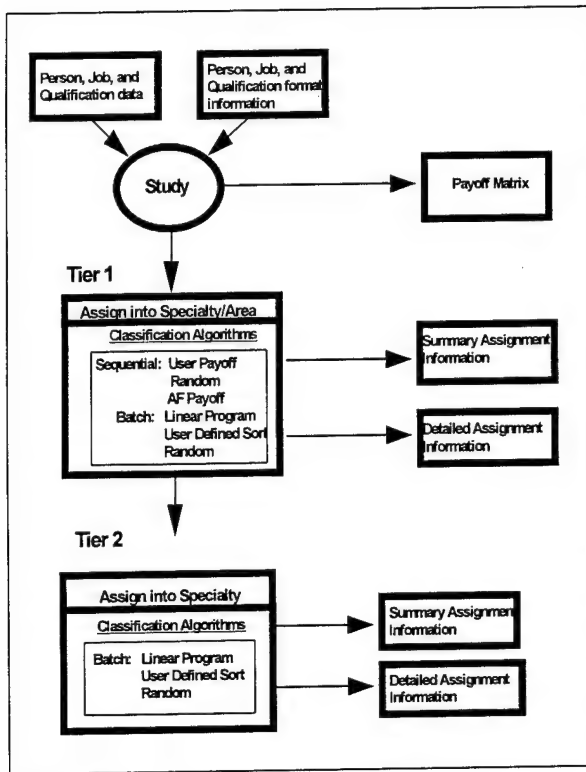 Person, Job, and
Qualification data
Person, Job, and
Qualification format
information
Study
Payoff Matrix
Tier 1
Assign into Specialty/Area
Classification Algorithms
Sequential: User Payoff
Random
AF Payoff
Batch: Linear Program
User Defined Sort
Random
Summary Assignment
Information
Detailed Assignment
Information
Tier 2
Assign into Specialty
Classification Algorithms
Batch: Linear Program
User Defined Sort
Random
Summary Assignment
Information
Detailed Assignment
Information